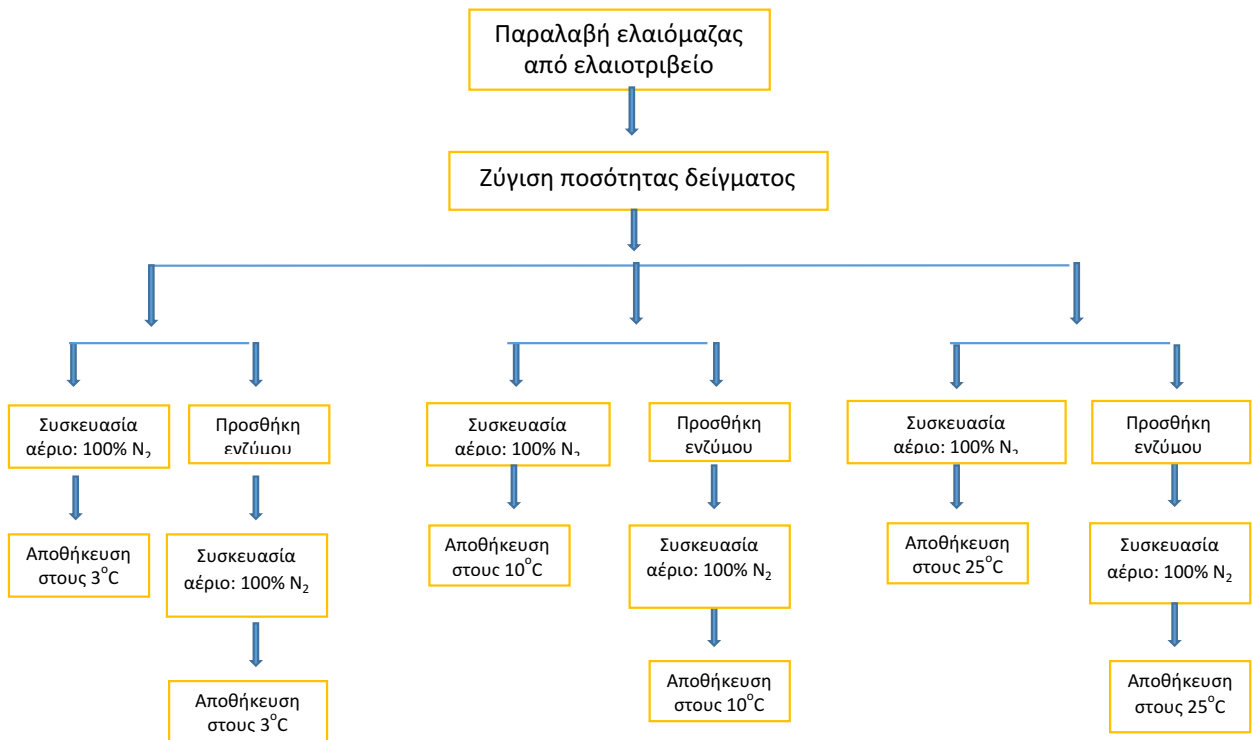 Παραλαβή ελαιόμαζας
από ελαιοτριβείο
Ζύγιση ποσότητας δείγματος
Συσκευασία
αέριο: 100% N₂
Προσθήκη
ενζύμου
Συσκευασία
αέριο: 100% N₂
Προσθήκη
ενζύμου
Συσκευασία
αέριο: 100% N₂
Προσθήκη
ενζύμου
Αποθήκευση
στους 3°C
Συσκευασία
αέριο: 100% N₂
Αποθήκευση
στους 10°C
Συσκευασία
αέριο: 100% N₂
Αποθήκευση
στους 25°C
Συσκευασία
αέριο: 100% N₂
Αποθήκευση
στους 3°C
Αποθήκευση
στους 10°C
Αποθήκευση
στους 25°C